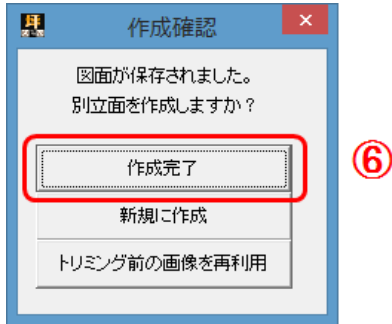 作成確認
図面が保存されました。
別立面を作成しますか？
作成完了
⑥
新規に作成
トリミング前の画像を再利用